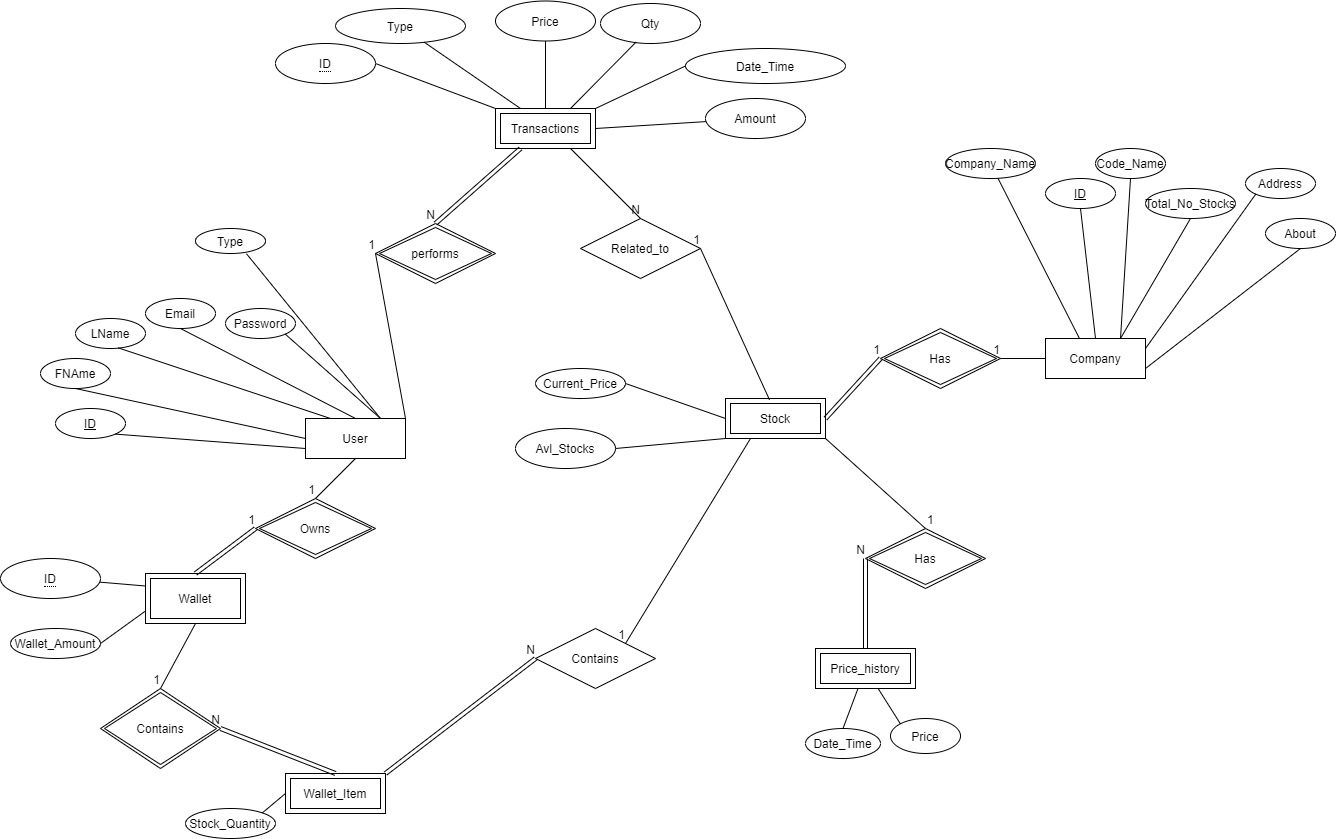 Price
Qty
Type
ID
Date_Time
Amount
Transactions
Company_Name
Code_Name
ID
Total_No_Stocks
Address
About
N
N
1
1
performs
Related_to
Type
Email
Password
LName
FNAme
ID
User
1
1
Has
Company
Current_Price
Stock
Avl_Stocks
1
1
Owns
1
N
Has
ID
Wallet
Wallet_Amount
1
N
Contains
Price_history
1
N
Contains
Date_Time
Price
Wallet_Item
Stock_Quantity